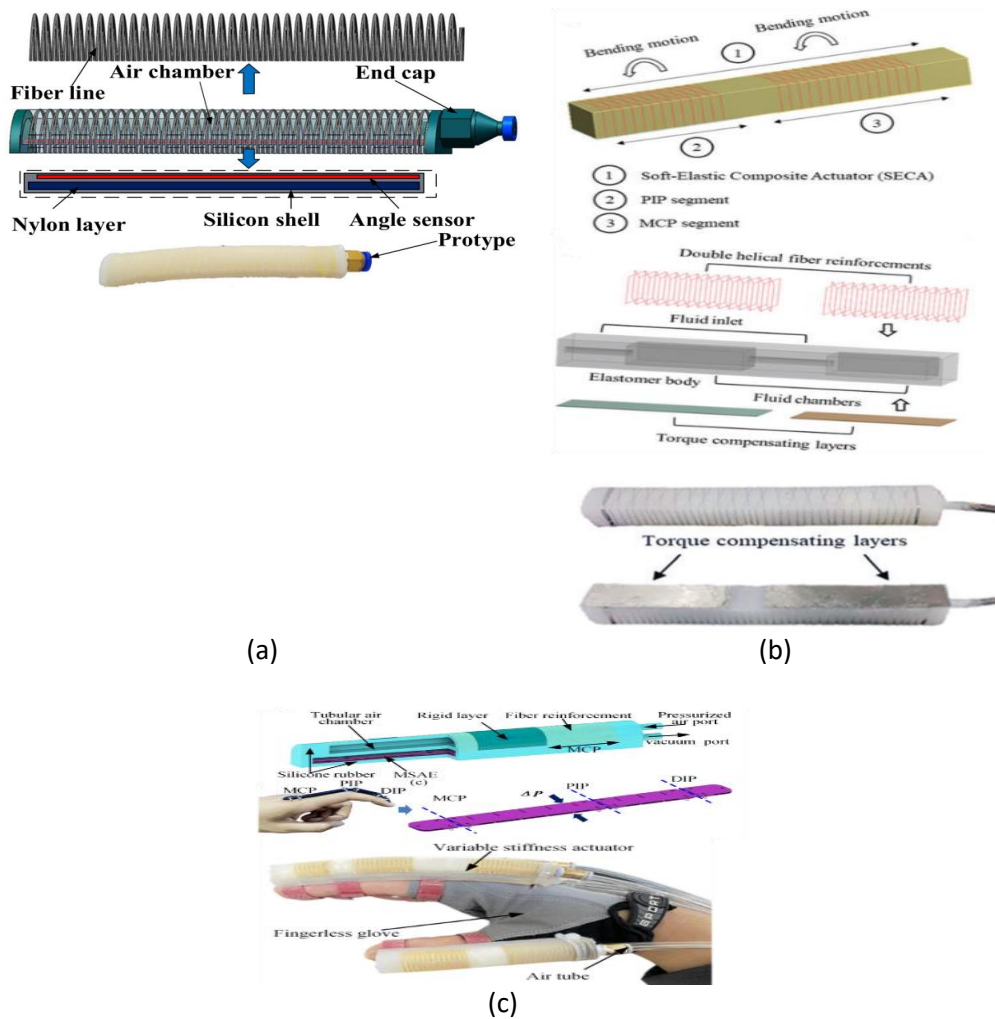 Air chamber
End cap
Fiber line
Nylon layer
Silicon shell
Angle sensor
Protype
(a)
Bending motion
1
Bending motion
2
3
1 Soft-Elastic Composite Actuator (SECA)
2 PIP segment
3 MCP segment
Double helical fiber reinforcements
Fluid inlet
Elastomer body
Fluid chambers
Torque compensating layers
Torque compensating layers
(b)
Tubular air
chamber
Rigid layer
Fiber reinforcement
Pressurized
air port
MCP
vacuum port
Silicone rubber
MSAE
(c)
MCP
PIP
DIP
MCP
ΔP
PIP
DIP
Variable stiffness actuator
Fingerless glove
SPORT
Air tube
(c)